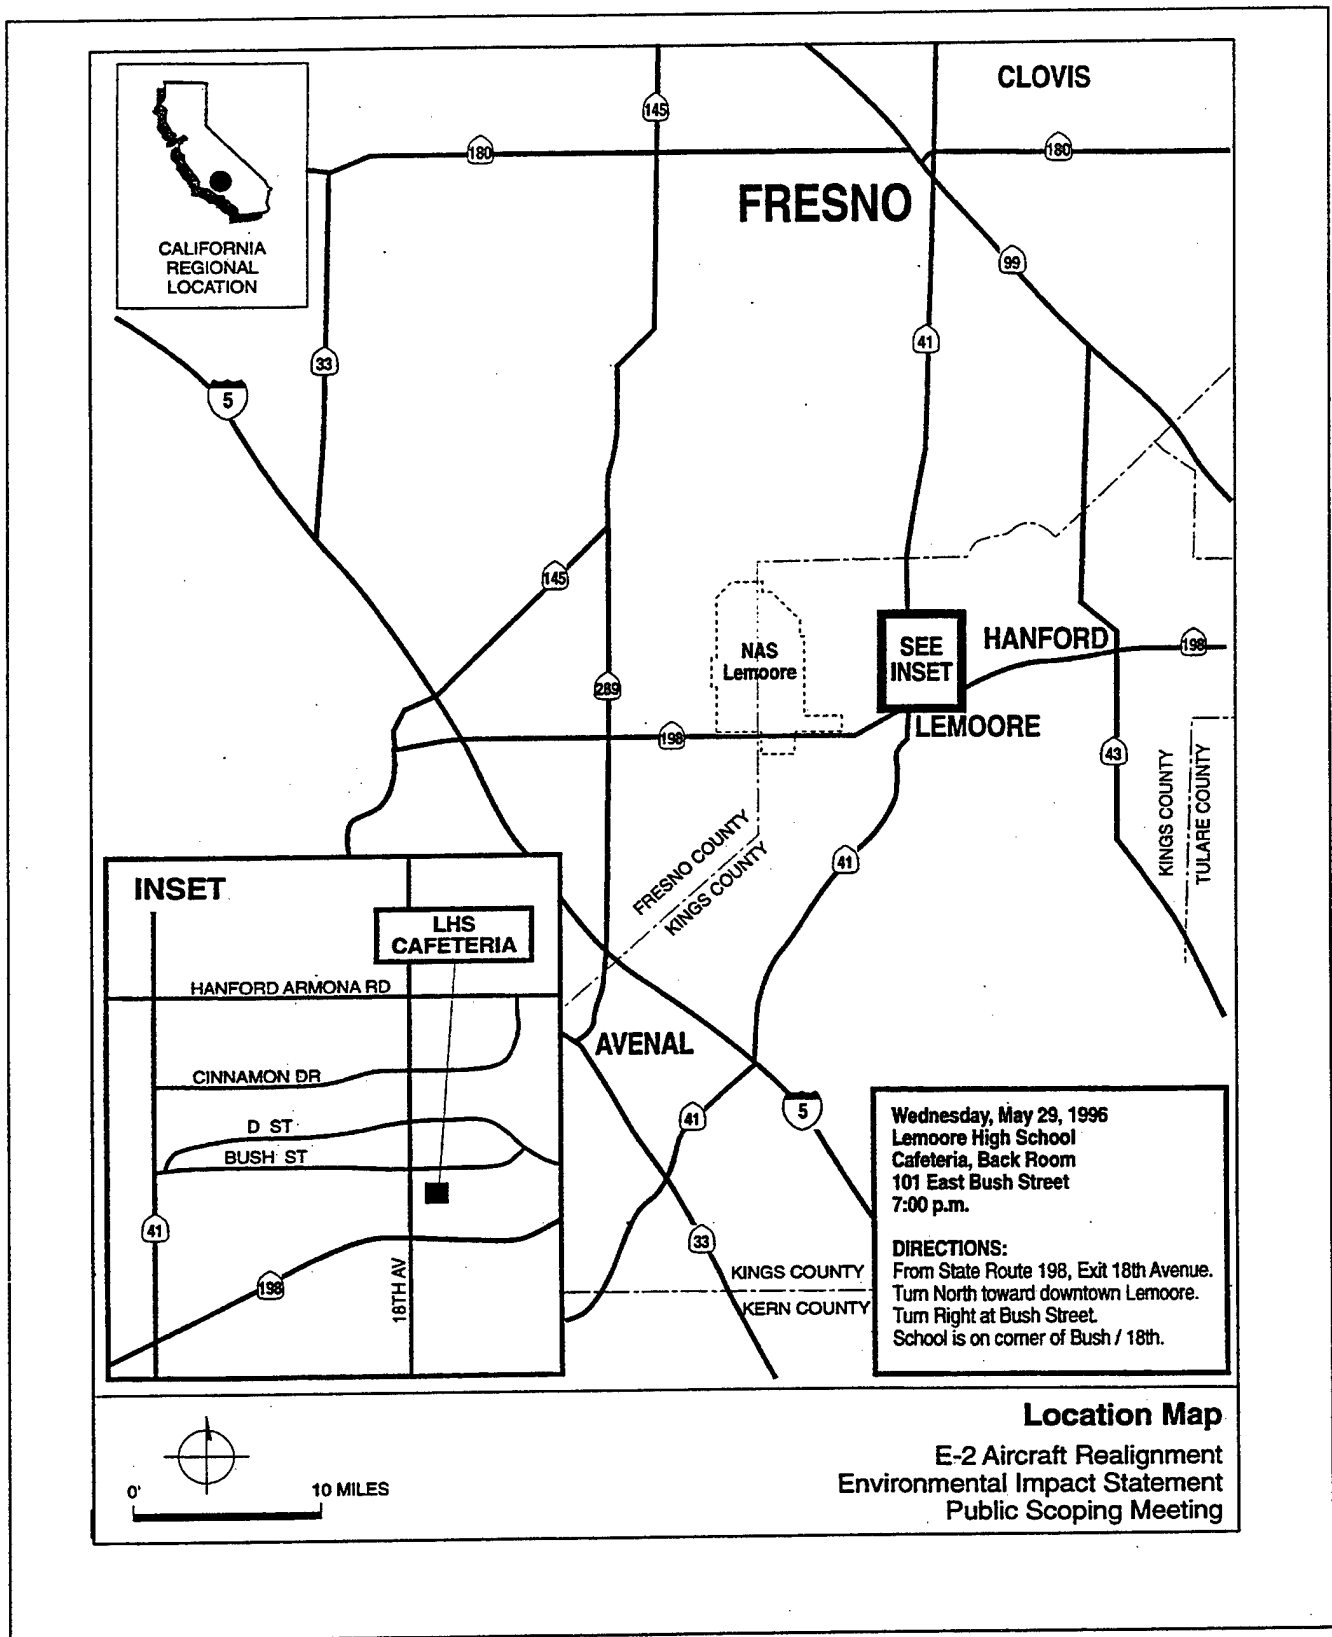 CLOVIS
145
180
180
FRESNO
CALIFORNIA
REGIONAL
LOCATION
99
41
33
5
145
NAS
Lemoore
SEE
INSET
HANFORD
198
289
LEMOORE
198
43
KINGS COUNTY
TULARE COUNTY
FRESNO COUNTY
KINGS COUNTY
41
INSET
LHS
CAFETERIA
HANFORD ARMONA RD
CINNAMON DR
D ST
BUSH ST
41
198
18TH AV
AVENAL
41
5
33
KINGS COUNTY
KERN COUNTY
Wednesday, May 29, 1996
Lemoore High School
Cafeteria, Back Room
101 East Bush Street
7:00 p.m.
DIRECTIONS:
From State Route 198, Exit 18th Avenue.
Turn North toward downtown Lemoore.
Turn Right at Bush Street.
School is on corner of Bush / 18th.
Location Map
E-2 Aircraft Realignment
Environmental Impact Statement
Public Scoping Meeting
0'
10 MILES